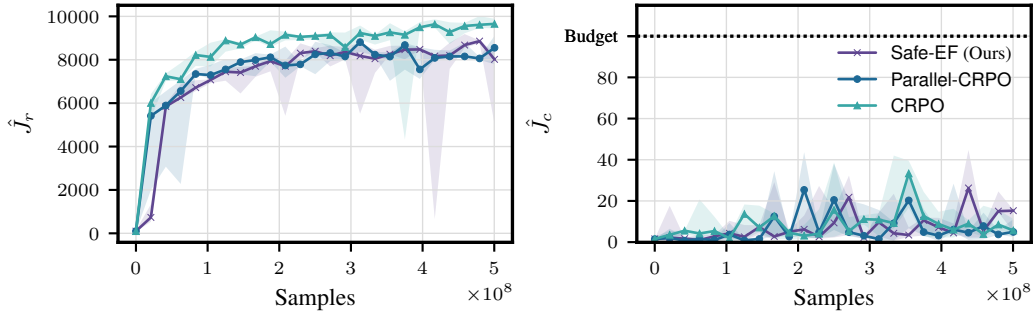 10000
8000
6000
4000
2000
0
Ĵr
0 1 2 3 4 5
Samples
×10⁸
Budget
80
60
40
20
0
Ĵc
Safe-EF (Ours)
Parallel-CRPO
CRPO
0 1 2 3 4 5
Samples
×10⁸